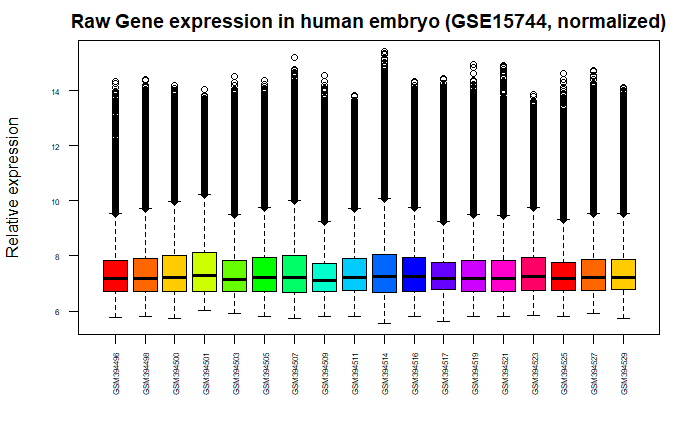 Raw Gene expression in human embryo (GSE15744, normalized)
Relative expression
14
12
10
8
6
GSM394496
GSM394498
GSM394500
GSM394501
GSM394503
GSM394505
GSM394507
GSM394509
GSM394511
GSM394514
GSM394516
GSM394517
GSM394519
GSM394521
GSM394523
GSM394525
GSM394527
GSM394529